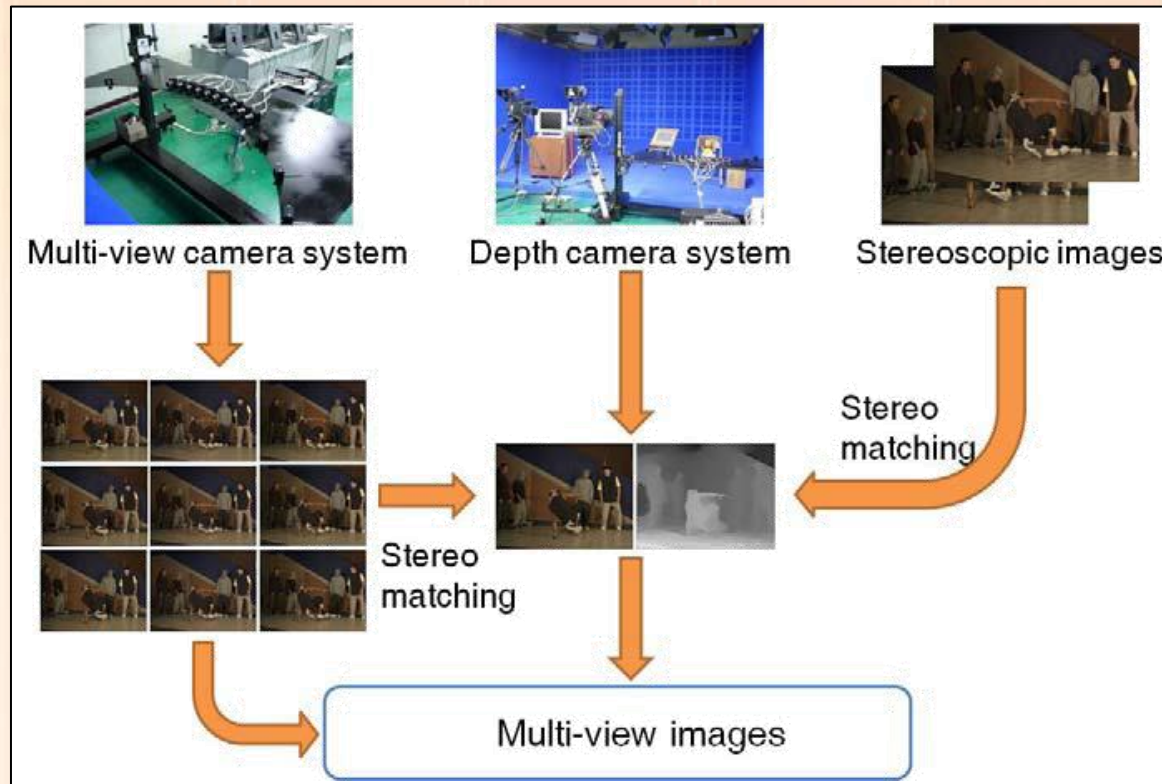 Multi-view camera system
Depth camera system
Stereoscopic images
Stereo
matching
Stereo
matching
Multi-view images